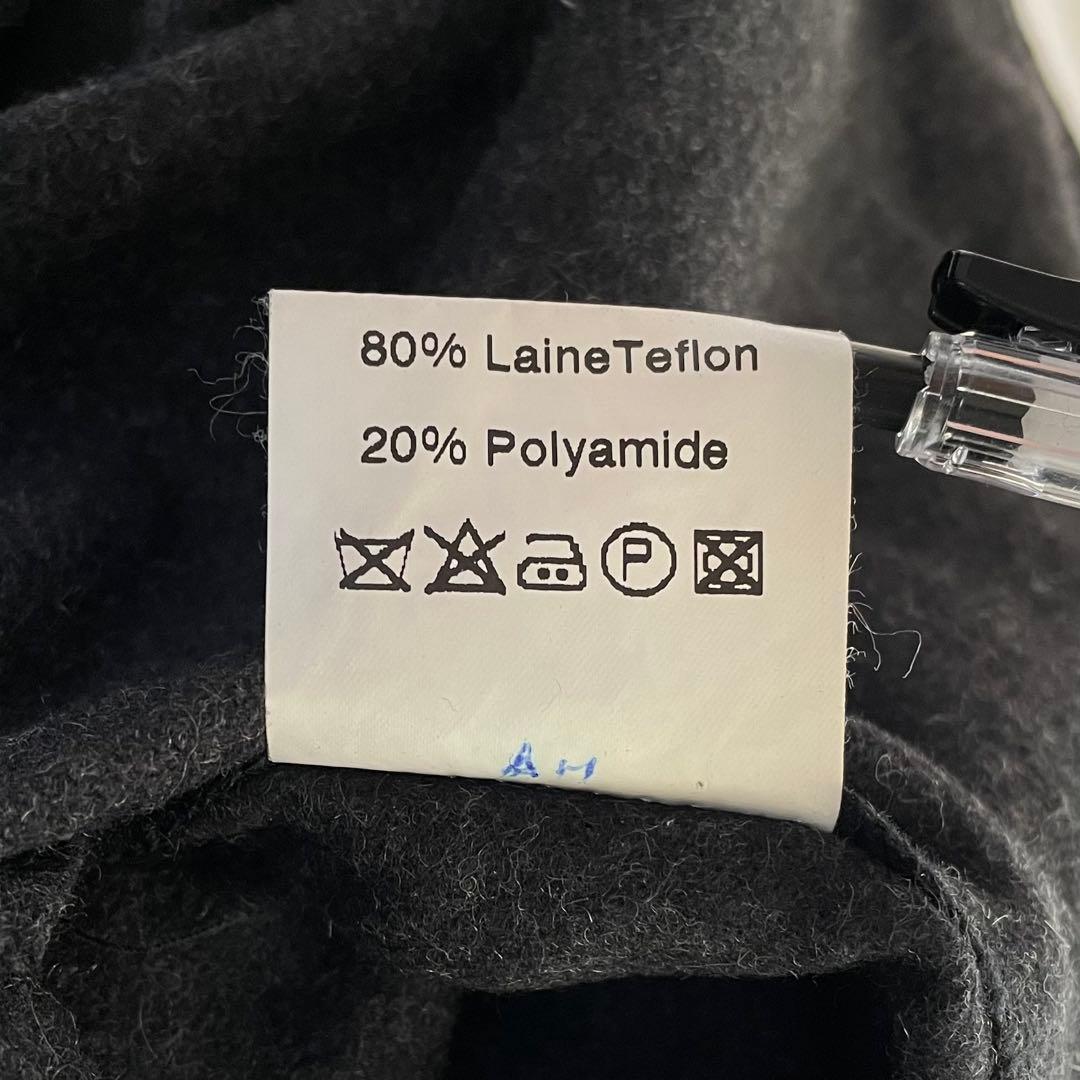 80% LaineTeflon
20% Polyamide
P